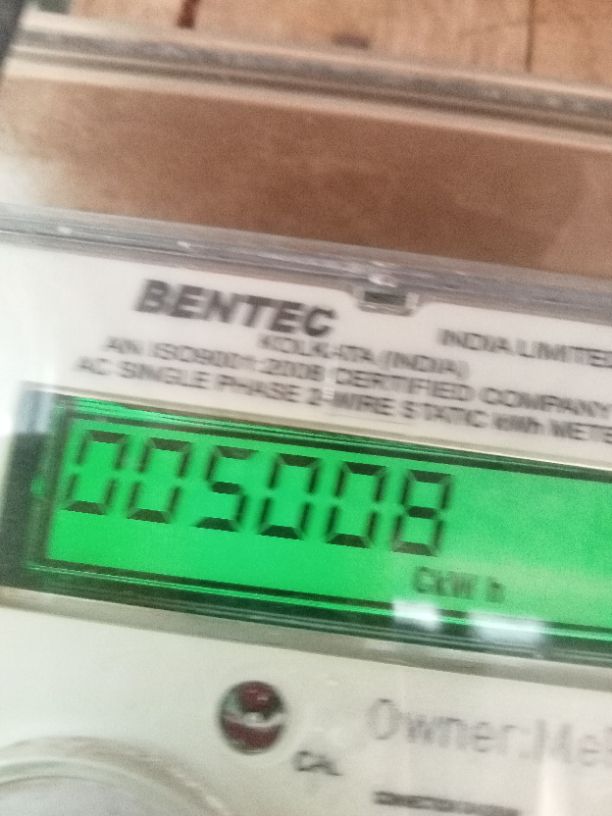 BENTEC
INDIA LIMITED
KOLKATA (INDIA)
AN ISO9001:2008 CERTIFIED COMPANY
AC SINGLE PHASE 2-WIRE STATIC kWh METE
005008
CkW h
CAL
Owner:Me